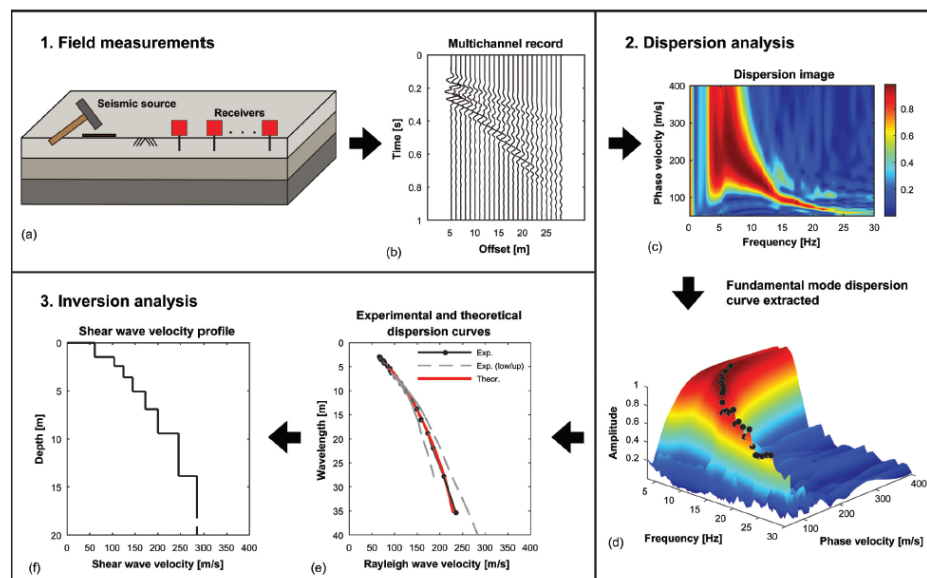 1. Field measurements
Seismic source
Receivers
(a)
Multichannel record
0
0.2
0.4
0.6
0.8
1
Time [s]
5 10 15 20 25
Offset [m]
(b)
2. Dispersion analysis
Dispersion image
400
300
200
100
Phase velocity [m/s]
0 5 10 15 20 25 30
Frequency [Hz]
0.8
0.6
0.4
0.2
(c)
Fundamental mode dispersion
curve extracted
1
0.8
0.6
0.4
0.2
Amplitude
5 10 15 20 25 30
Frequency [Hz]
100 200 300 400
Phase velocity [m/s]
(d)
3. Inversion analysis
Experimental and theoretical
dispersion curves
Exp.
Exp. (low/up)
Theor.
0
5
10
15
20
25
30
35
40
Wavelength [m]
0 50 100 150 200 250 300 350 400
Rayleigh wave velocity [m/s]
(e)
Shear wave velocity profile
0
5
10
15
20
Depth [m]
0 50 100 150 200 250 300 350 400
Shear wave velocity [m/s]
(f)